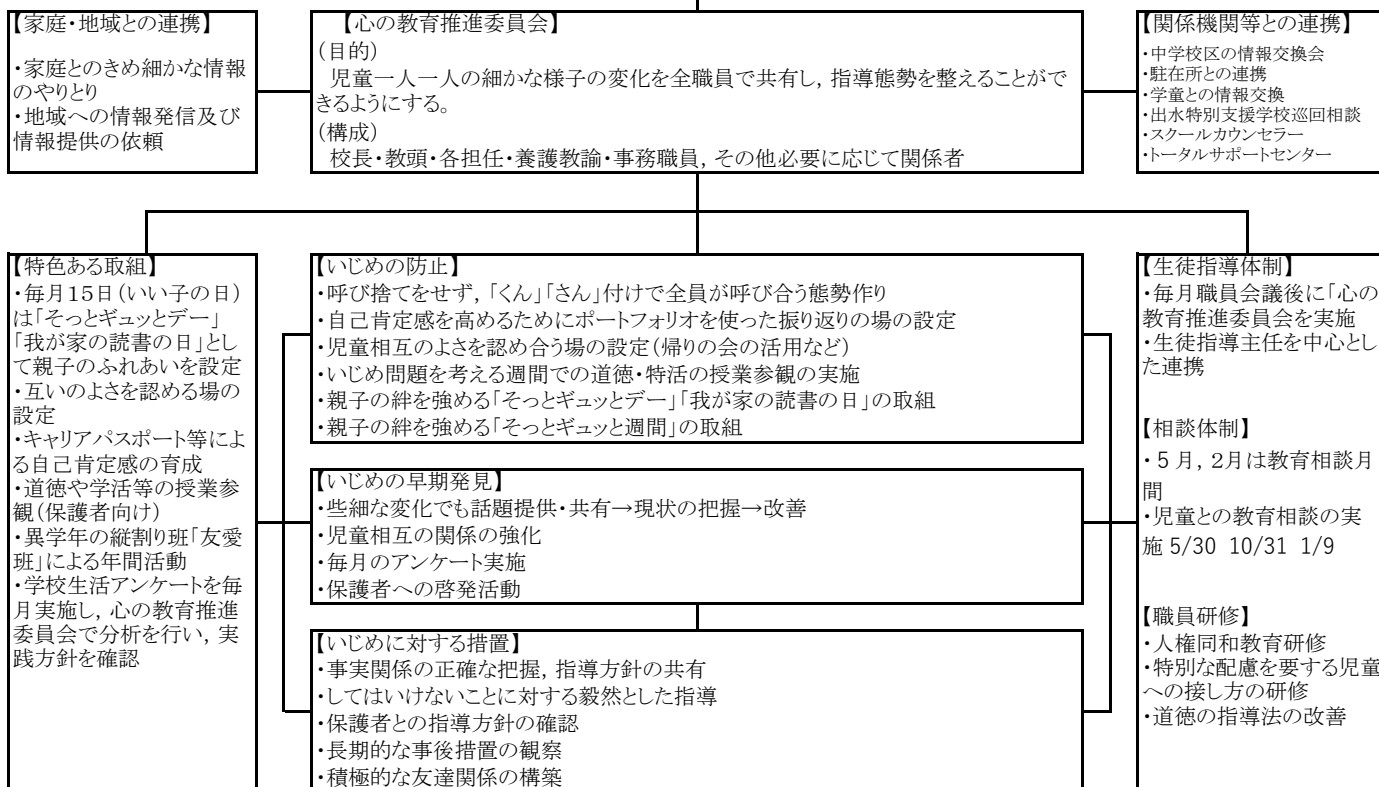 【家庭・地域との連携】
・家庭とのきめ細かな情報
のやりとり
・地域への情報発信及び
情報提供の依頼
【心の教育推進委員会】
(目的)
児童一人一人の細かな様子の変化を全職員で共有し，指導態勢を整えることがで
きるようにする。
(構成)
校長・教頭・各担任・養護教諭・事務職員，その他必要に応じて関係者
【関係機関等との連携】
・中学校区の情報交換会
・駐在所との連携
・学童との情報交換
・出水特別支援学校巡回相談
・スクールカウンセラー
・トータルサポートセンター
【特色ある取組】
・毎月15日(いい子の日)
は「そっとギュッとデー」
「我が家の読書の日」とし
て親子のふれあいを設定
・互いのよさを認める場の
設定
・キャリアパスポート等によ
る自己肯定感の育成
・道徳や学活等の授業参
観(保護者向け)
・異学年の縦割り班「友愛
班」による年間活動
・学校生活アンケートを毎
月実施し，心の教育推進
委員会で分析を行い，実
践方針を確認
【いじめの防止】
・呼び捨てをせず，「くん」「さん」付けで全員が呼び合う態勢作り
・自己肯定感を高めるためにポートフォリオを使った振り返りの場の設定
・児童相互のよさを認め合う場の設定(帰りの会の活用など)
・いじめ問題を考える週間での道徳・特活の授業参観の実施
・親子の絆を強める「そっとギュッとデー」「我が家の読書の日」の取組
・親子の絆を強める「そっとギュッと週間」の取組
【いじめの早期発見】
・些細な変化でも話題提供・共有→現状の把握→改善
・児童相互の関係の強化
・毎月のアンケート実施
・保護者への啓発活動
【いじめに対する措置】
・事実関係の正確な把握，指導方針の共有
・してはいけないことに対する毅然とした指導
・保護者との指導方針の確認
・長期的な事後措置の観察
・積極的な友達関係の構築
【生徒指導体制】
・毎月職員会議後に「心の
教育推進委員会を実施
・生徒指導主任を中心とし
た連携
【相談体制】
・5月，2月は教育相談月
間
・児童との教育相談の実
施 5/30 10/31 1/9
【職員研修】
・人権同和教育研修
・特別な配慮を要する児童
への接し方の研修
・道徳の指導法の改善